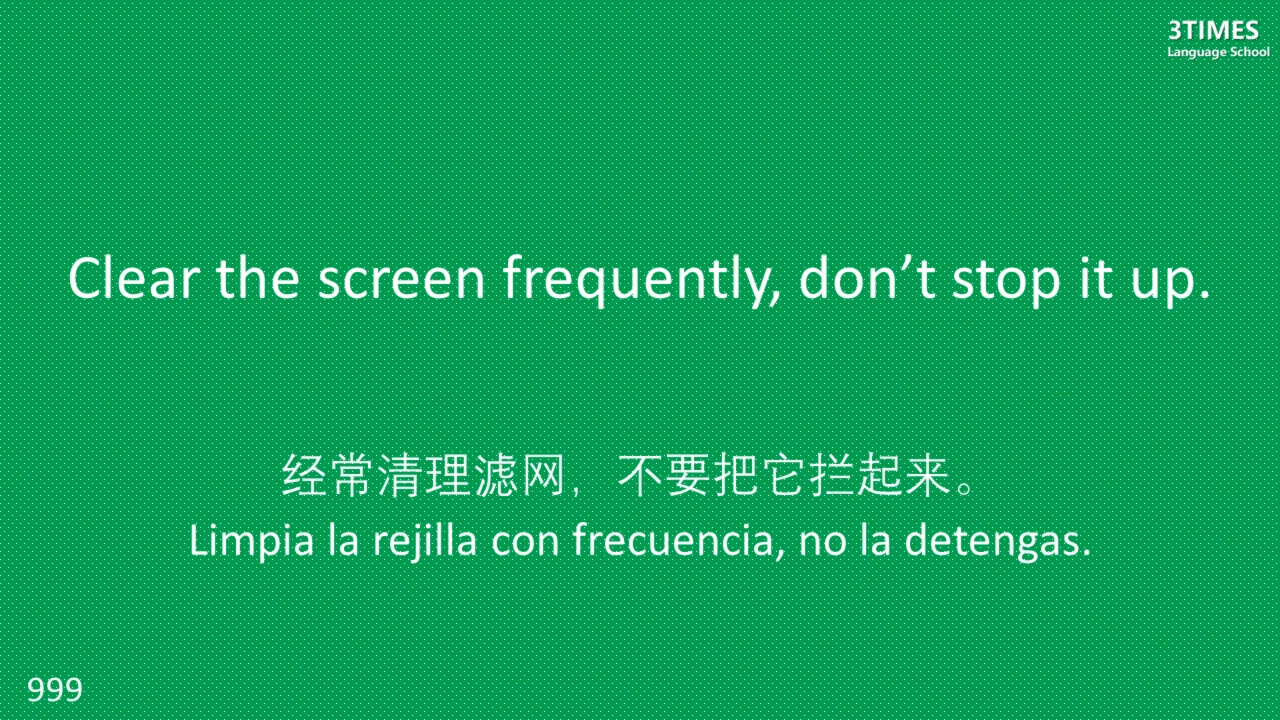 3TIMES
Language School
Clear the screen frequently, don’t stop it up.
经常清理滤网，不要把它拦起来。
Limpia la rejilla con frecuencia, no la detengas.
999